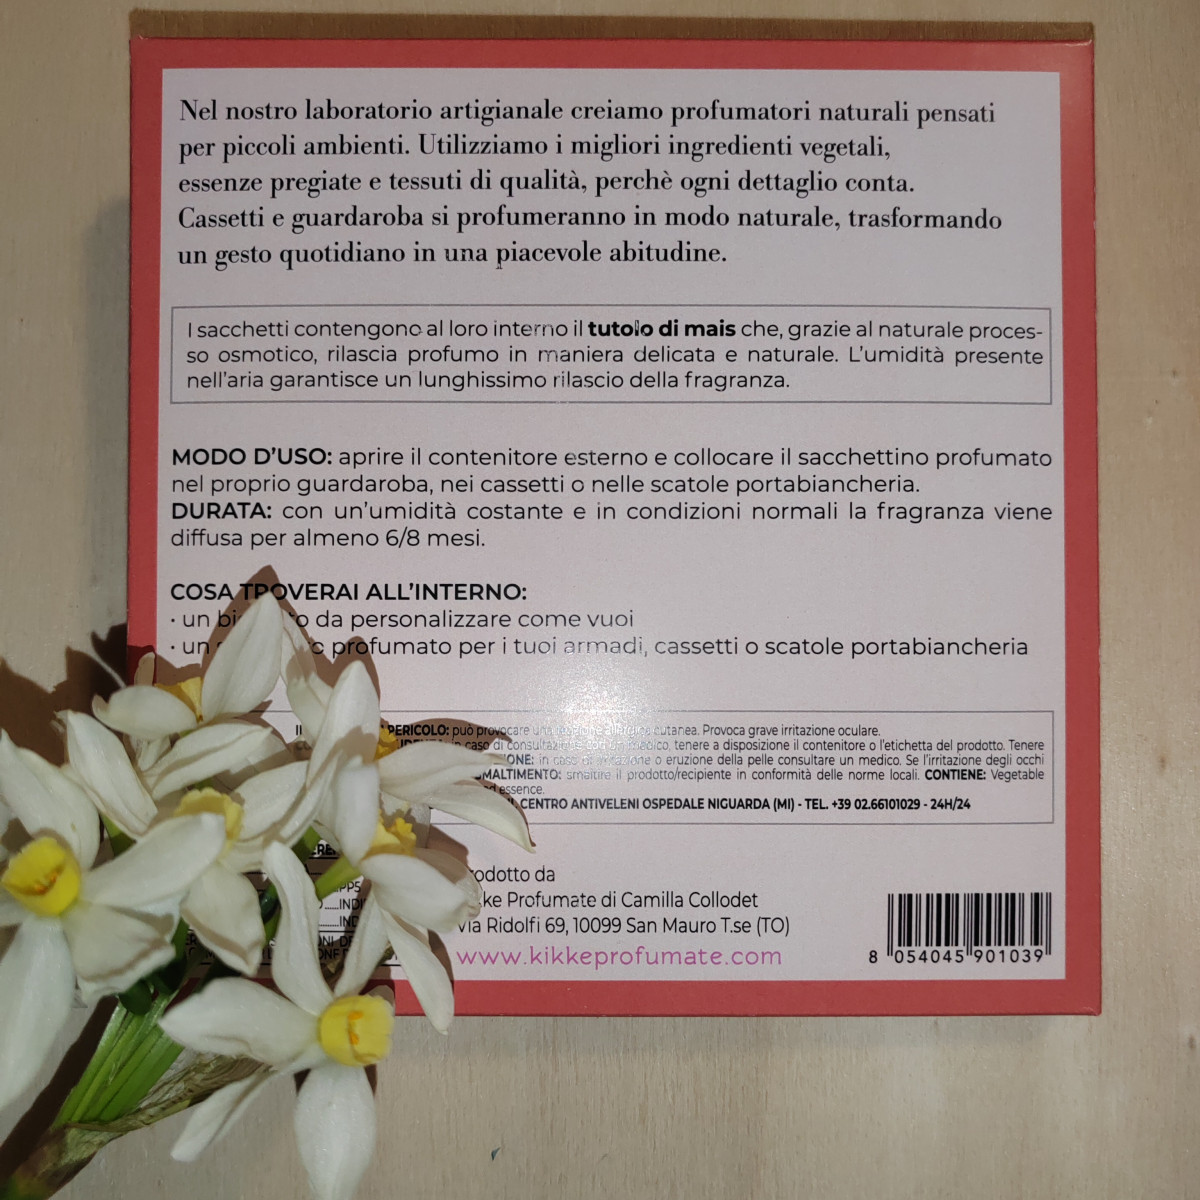 Nel nostro laboratorio artigianale creiamo profumatori naturali pensati
per piccoli ambienti. Utilizziamo i migliori ingredienti vegetali,
essenze pregiate e tessuti di qualità, perchè ogni dettaglio conta.
Cassetti e guardaroba si profumeranno in modo naturale, trasformando
un gesto quotidiano in una piacevole abitudine.
I sacchetti contengono al loro interno il tutolo di mais che, grazie al naturale proces-
so osmotico, rilascia profumo in maniera delicata e naturale. L'umidità presente
nell'aria garantisce un lunghissimo rilascio della fragranza.
MODO D'USO: aprire il contenitore esterno e collocare il sacchettino profumato
nel proprio guardaroba, nei cassetti o nelle scatole portabiancheria.
DURATA: con un'umidità costante e in condizioni normali la fragranza viene
diffusa per almeno 6/8 mesi.
COSA TROVERAI ALL'INTERNO:
• un da personalizzare come vuoi
• un profumato per i tuoi armadi, cassetti o scatole portabiancheria
PERICOLO: può provocare una reazione allergica cutanea. Provoca grave irritazione oculare.
in caso di consultazione con un medico, tenere a disposizione il contenitore o l'etichetta del prodotto. Tenere
in caso di irritazione o eruzione della pelle consultare un medico. Se l'irritazione degli occhi
SMALTIMENTO: smaltire il prodotto/recipiente in conformità delle norme locali. CONTIENE: Vegetable
essence.
CENTRO ANTIVELENI OSPEDALE NIGUARDA (MI) - TEL. +39 02.66101029 - 24H/24
Profumate di Camilla Collodet
Via Ridolfi 69, 10099 San Mauro T.se (TO)
www.kikkeprofumate.com
8 054045 901039